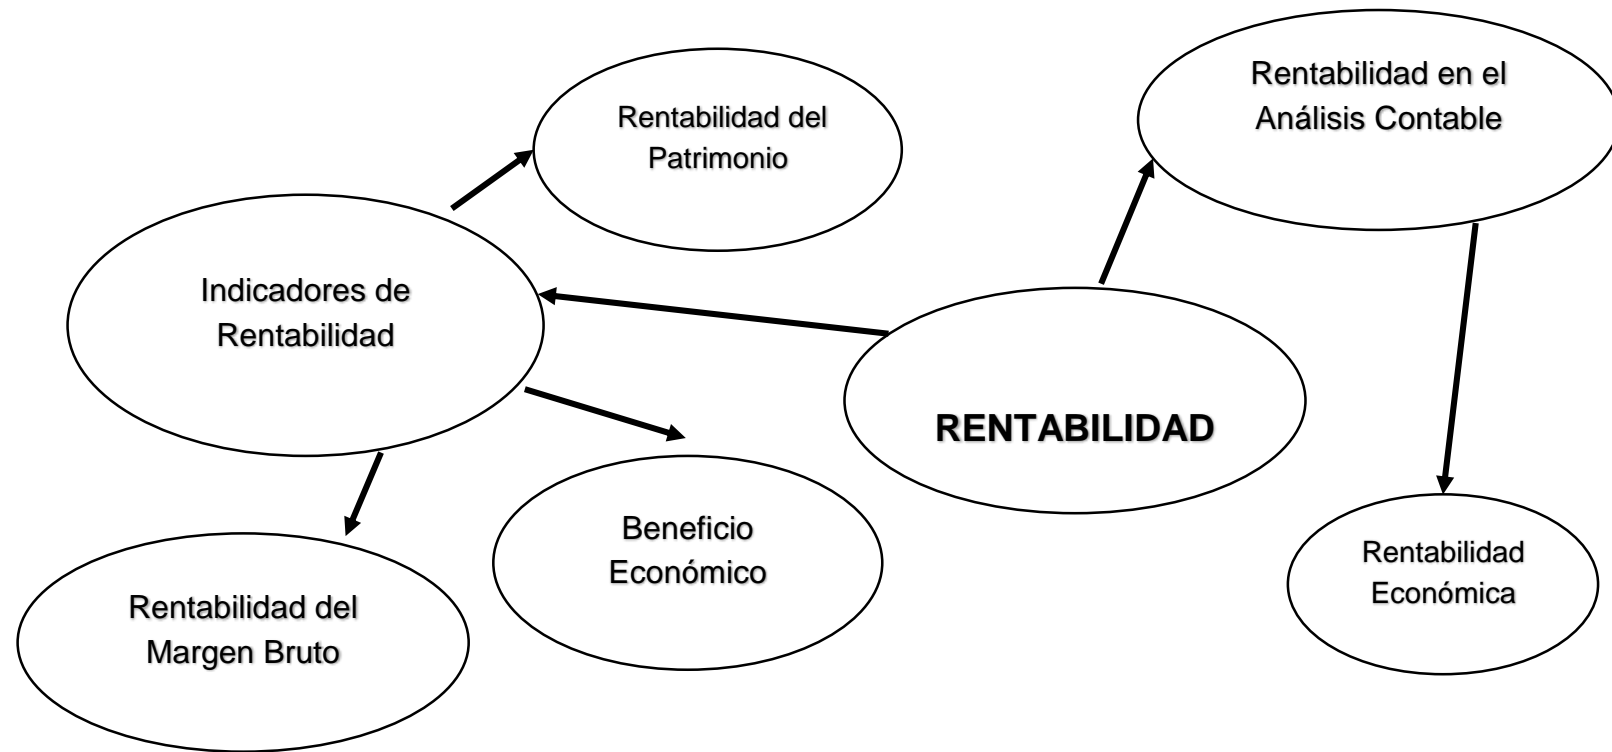 Rentabilidad en el
Análisis Contable
Rentabilidad del
Patrimonio
Indicadores de
Rentabilidad
RENTABILIDAD
Beneficio
Económico
Rentabilidad
Económica
Rentabilidad del
Margen Bruto